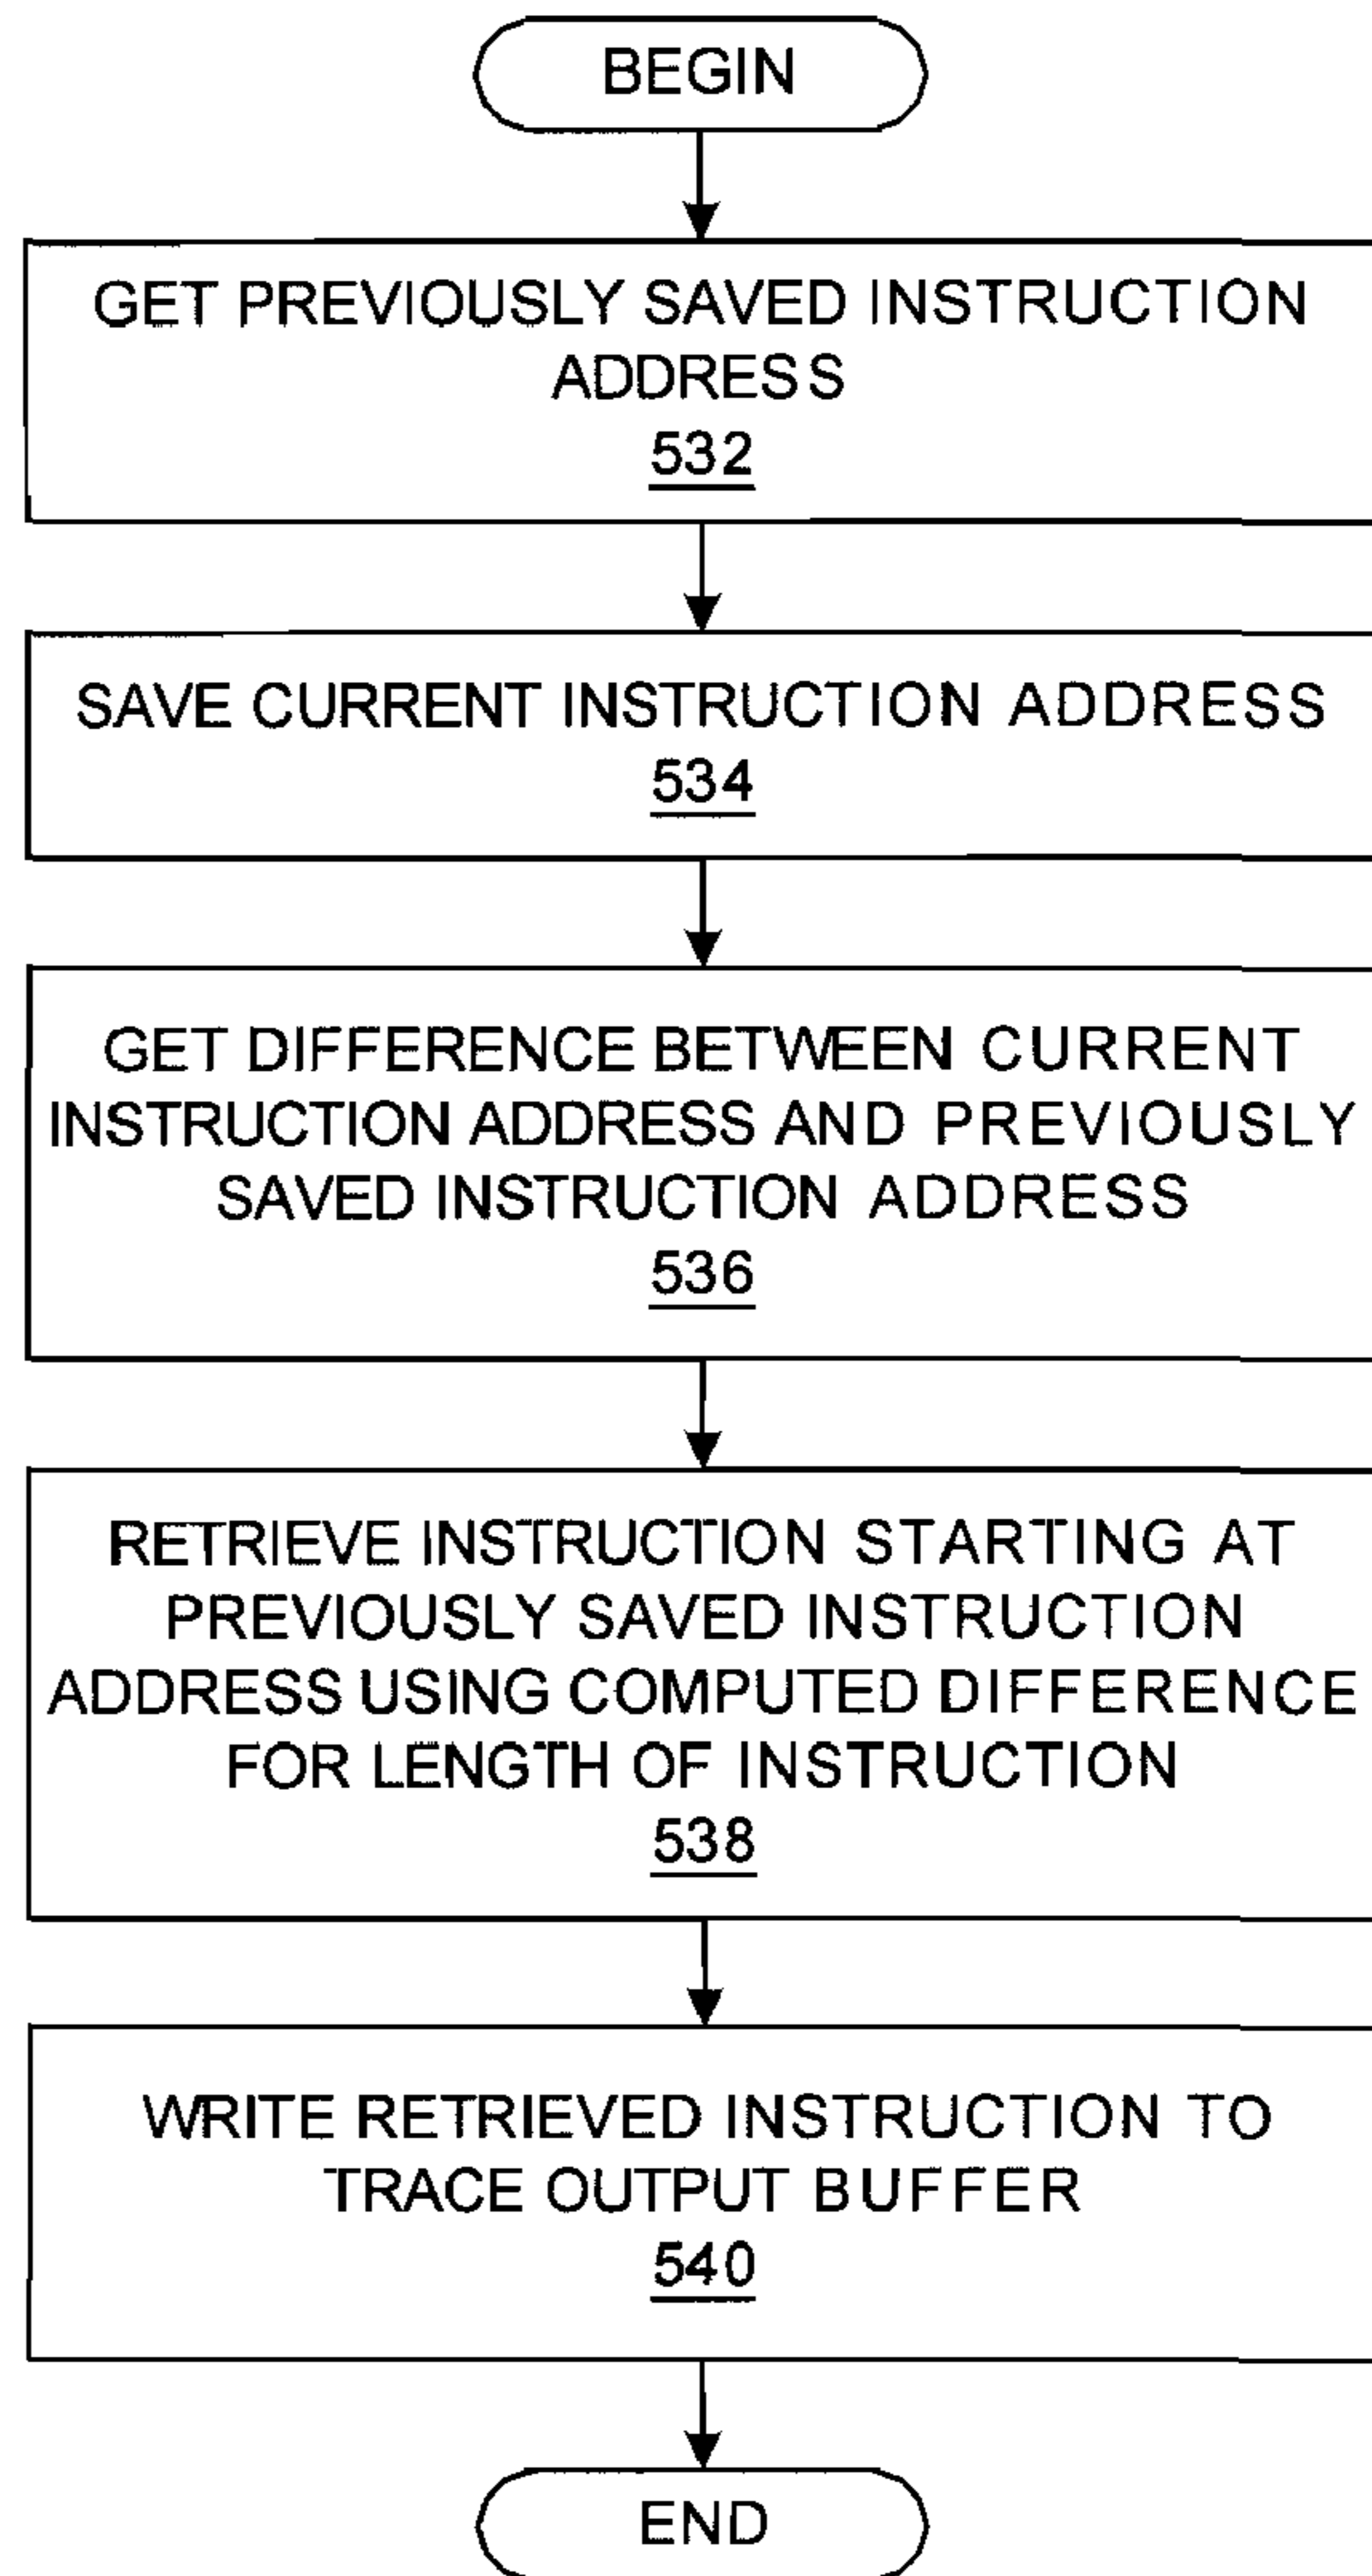 BEGIN
GET PREVIOUSLY SAVED INSTRUCTION
ADDRESS
532
SAVE CURRENT INSTRUCTION ADDRESS
534
GET DIFFERENCE BETWEEN CURRENT
INSTRUCTION ADDRESS AND PREVIOUSLY
SAVED INSTRUCTION ADDRESS
536
RETRIEVE INSTRUCTION STARTING AT
PREVIOUSLY SAVED INSTRUCTION
ADDRESS USING COMPUTED DIFFERENCE
FOR LENGTH OF INSTRUCTION
538
WRITE RETRIEVED INSTRUCTION TO
TRACE OUTPUT BUFFER
540
END